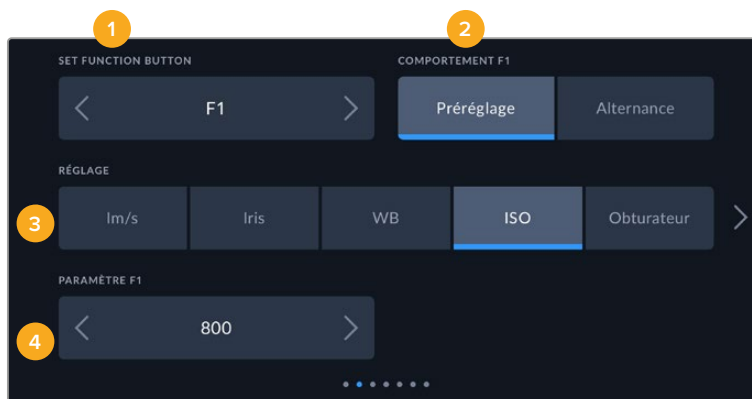 1 2
SET FUNCTION BUTTON COMPORTEMENT F1
F1 Préréglage Alternance
RÉGLAGE
3 Im/s Iris WB ISO Obturateur
PARAMÈTRE F1
4 800